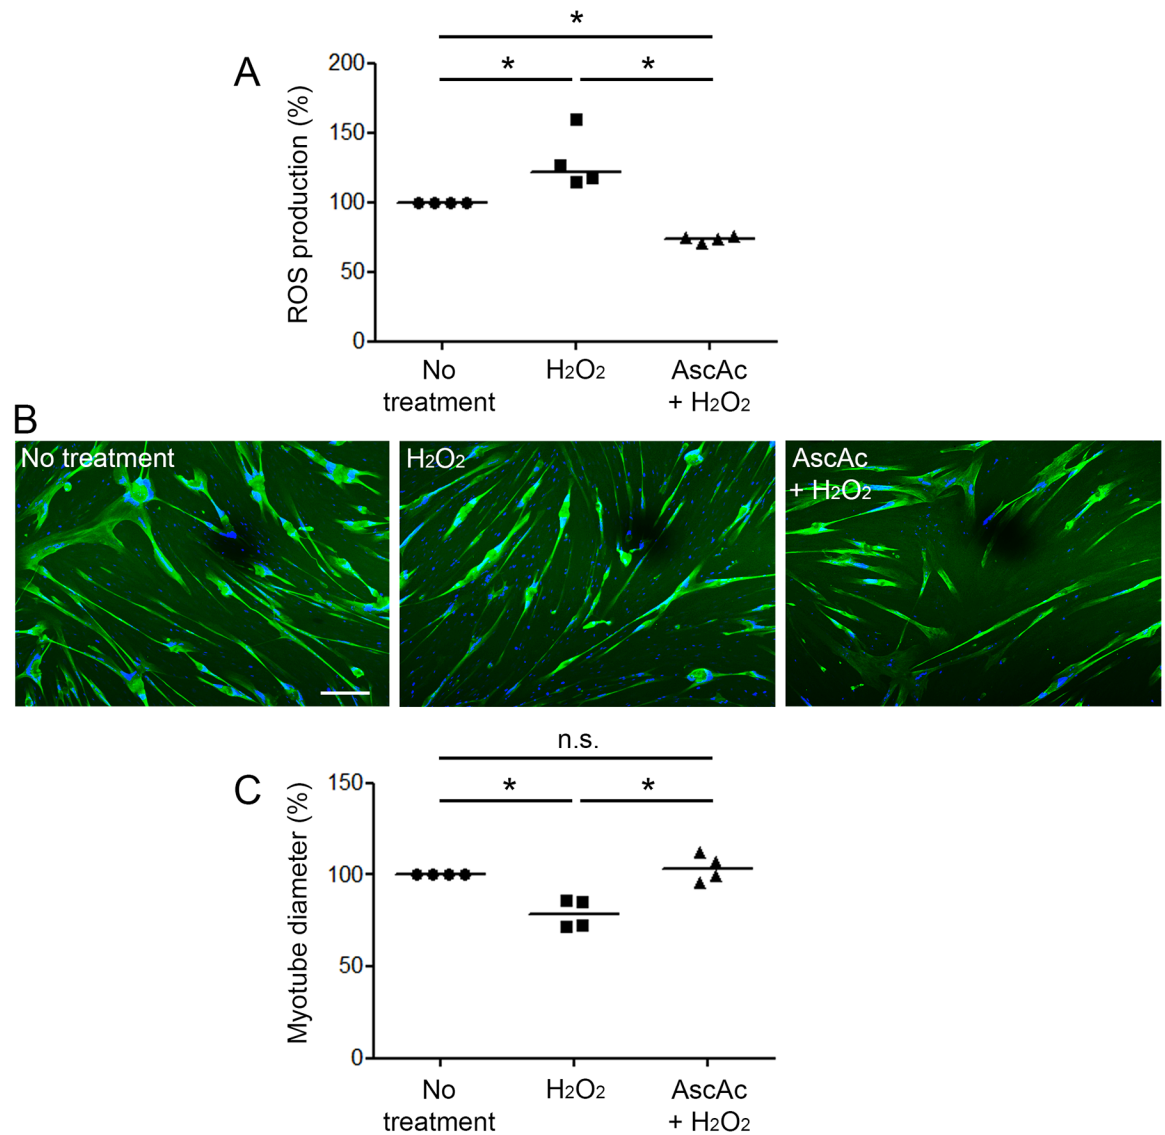 A
*
*
*
200
150
100
50
0
ROS production (%)
No
treatment
H2O2
AscAc
+ H2O2
B
No treatment
H2O2
AscAc
+ H2O2
C
n.s.
*
*
150
100
50
0
Myotube diameter (%)
No
treatment
H2O2
AscAc
+ H2O2